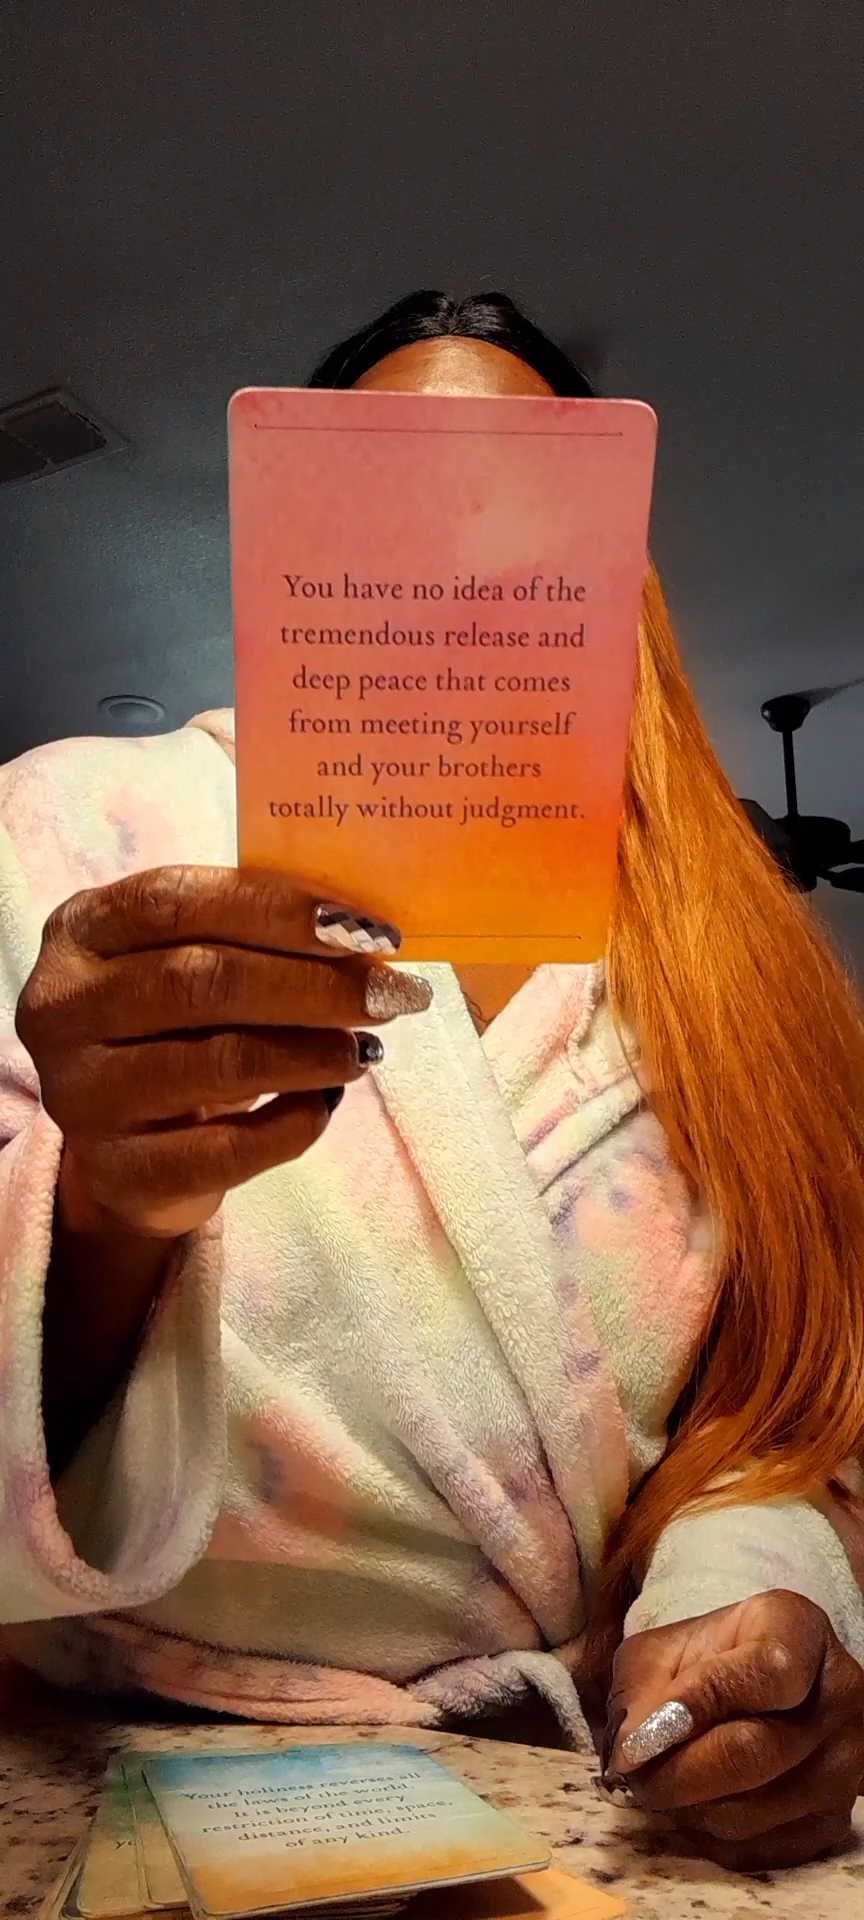 You have no idea of the
tremendous release and
deep peace that comes
from meeting yourself
and your brothers
totally without judgment.
Your holiness reverses all
the laws of the world.
It is beyond every
restriction of time, space,
distance, and limits
of any kind.